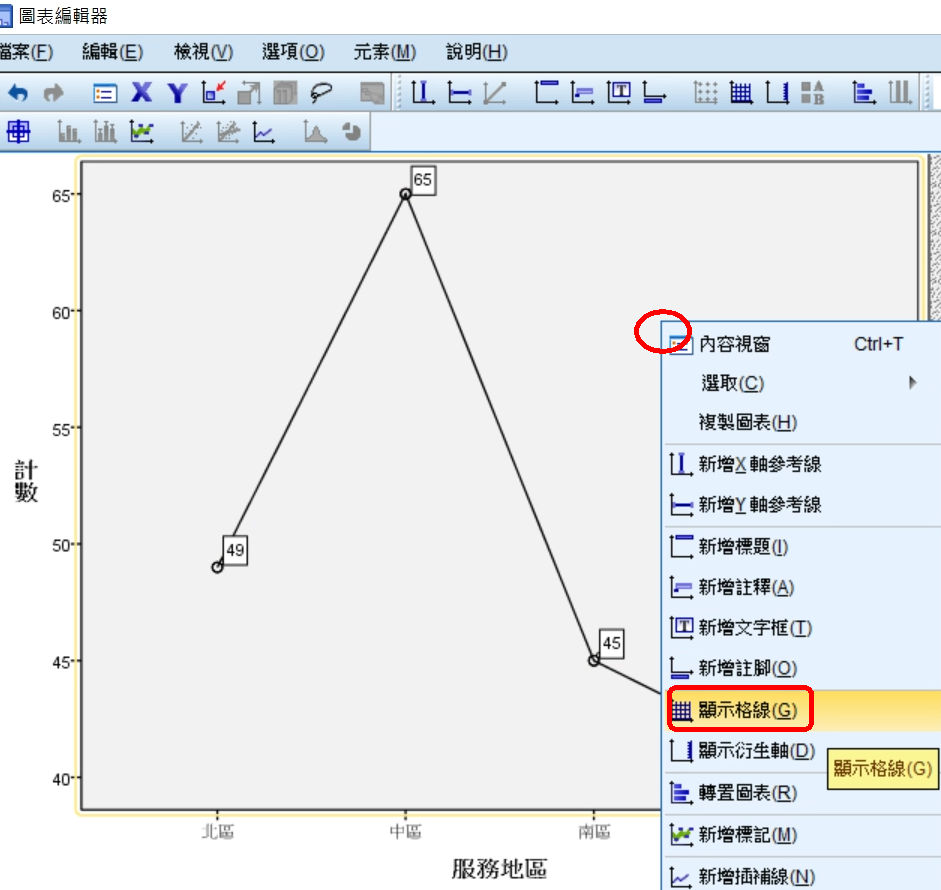 圖表編輯器
檔案(F) 編輯(E) 檢視(V) 選項(O) 元素(M) 說明(H)
X Y
65
60
55
50
45
40
計數
65
49
45
北區 中區 南區
服務地區
內容視窗 Ctrl+T
選取(C)
複製圖表(H)
新增X 軸參考線
新增Y 軸參考線
新增標題(I)
新增註釋(A)
新增文字框(T)
新增註腳(O)
顯示格線(G)
顯示衍生軸(D)
顯示格線(G)
轉置圖表(R)
新增標記(M)
新增插補線(N)